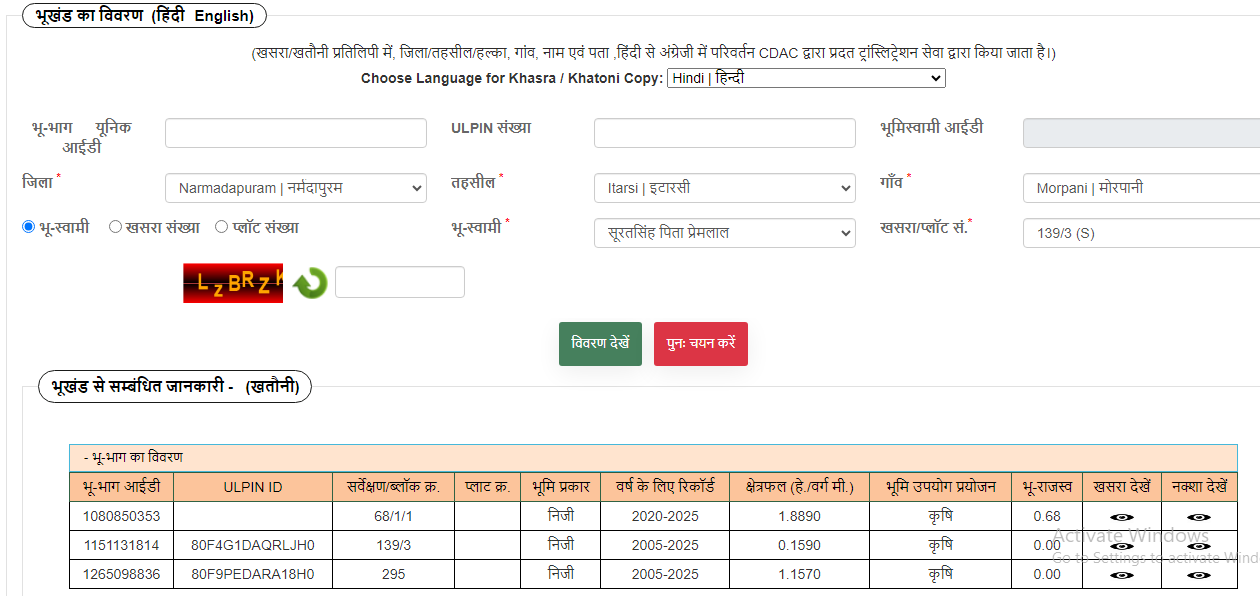 भूखंड का विवरण (हिंदी English)
(खसरा/खतौनी प्रतिलिपी में, जिला/तहसील/हल्का, गांव, नाम एवं पता ,हिंदी से अंग्रेजी में परिवर्तन CDAC द्वारा प्रदत ट्रांस्लिट्रेशन सेवा द्वारा किया जाता है।)
Choose Language for Khasra / Khatoni Copy: Hindi | हिन्दी
भू-भाग यूनिक आईडी ULPIN संख्या भूमिस्वामी आईडी
जिला * Narmadapuram | नर्मदापुरम तहसील * Itarsi | इटारसी गाँव * Morpani | मोरपानी
भू-स्वामी खसरा संख्या प्लॉट संख्या भू-स्वामी * सूरतसिंह पिता प्रेमलाल खसरा/प्लॉट सं.* 139/3 (S)
L z B R Z K
विवरण देखें पुनः चयन करें
भूखंड से सम्बंधित जानकारी - (खतौनी)
- भू-भाग का विवरण
भू-भाग आईडी ULPIN ID सर्वेक्षण/ब्लॉक क्र. प्लाट क्र. भूमि प्रकार वर्ष के लिए रिकॉर्ड क्षेत्रफल (हे./वर्ग मी.) भूमि उपयोग प्रयोजन भू-राजस्व खसरा देखें नक्शा देखें
1080850353 68/1/1 निजी 2020-2025 1.8890 कृषि 0.68
1151131814 80F4G1DAQRLJH0 139/3 निजी 2005-2025 0.1590 कृषि 0.00
1265098836 80F9PEDARA18H0 295 निजी 2005-2025 1.1570 कृषि 0.00
Activate Windows
Go to Settings to activate Wind